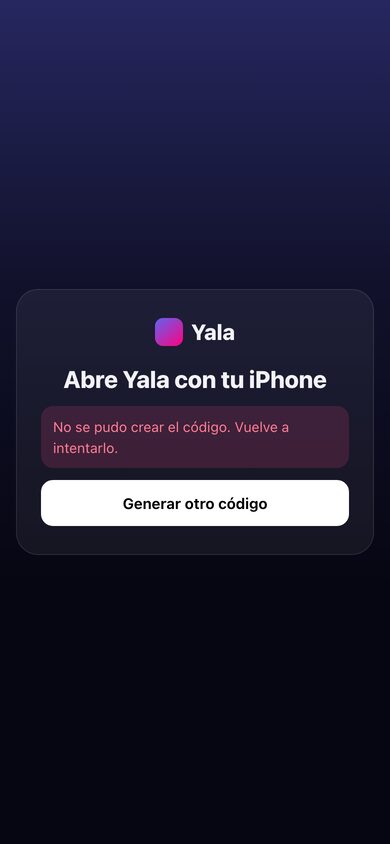 Yala
Abre Yala con tu iPhone
No se pudo crear el código. Vuelve a
intentarlo.
Generar otro código